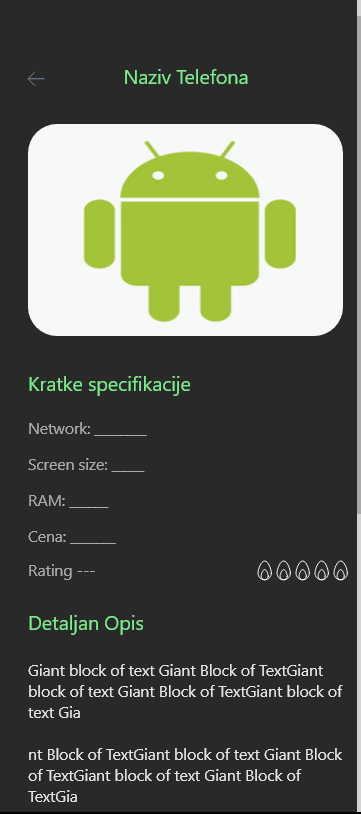 Naziv Telefona
Kratke specifikacije
Network: ________
Screen size: _____
RAM: ______
Cena: _______
Rating ---
Detaljan Opis
Giant block of text Giant Block of TextGiant
block of text Giant Block of TextGiant block of
text Gia
nt Block of TextGiant block of text Giant Block
of TextGiant block of text Giant Block of
TextGia